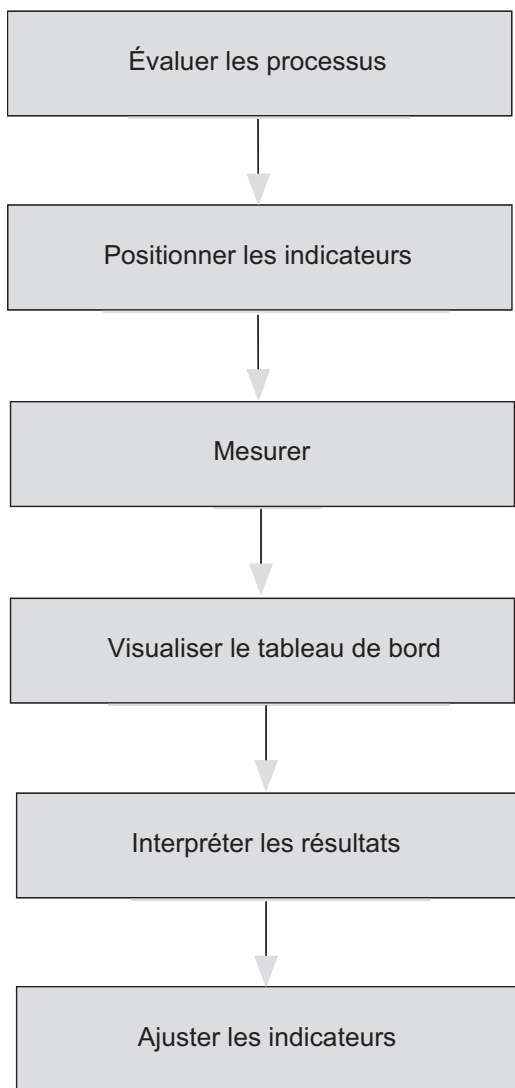 Évaluer les processus
Positionner les indicateurs
Mesurer
Visualiser le tableau de bord
Interpréter les résultats
Ajuster les indicateurs